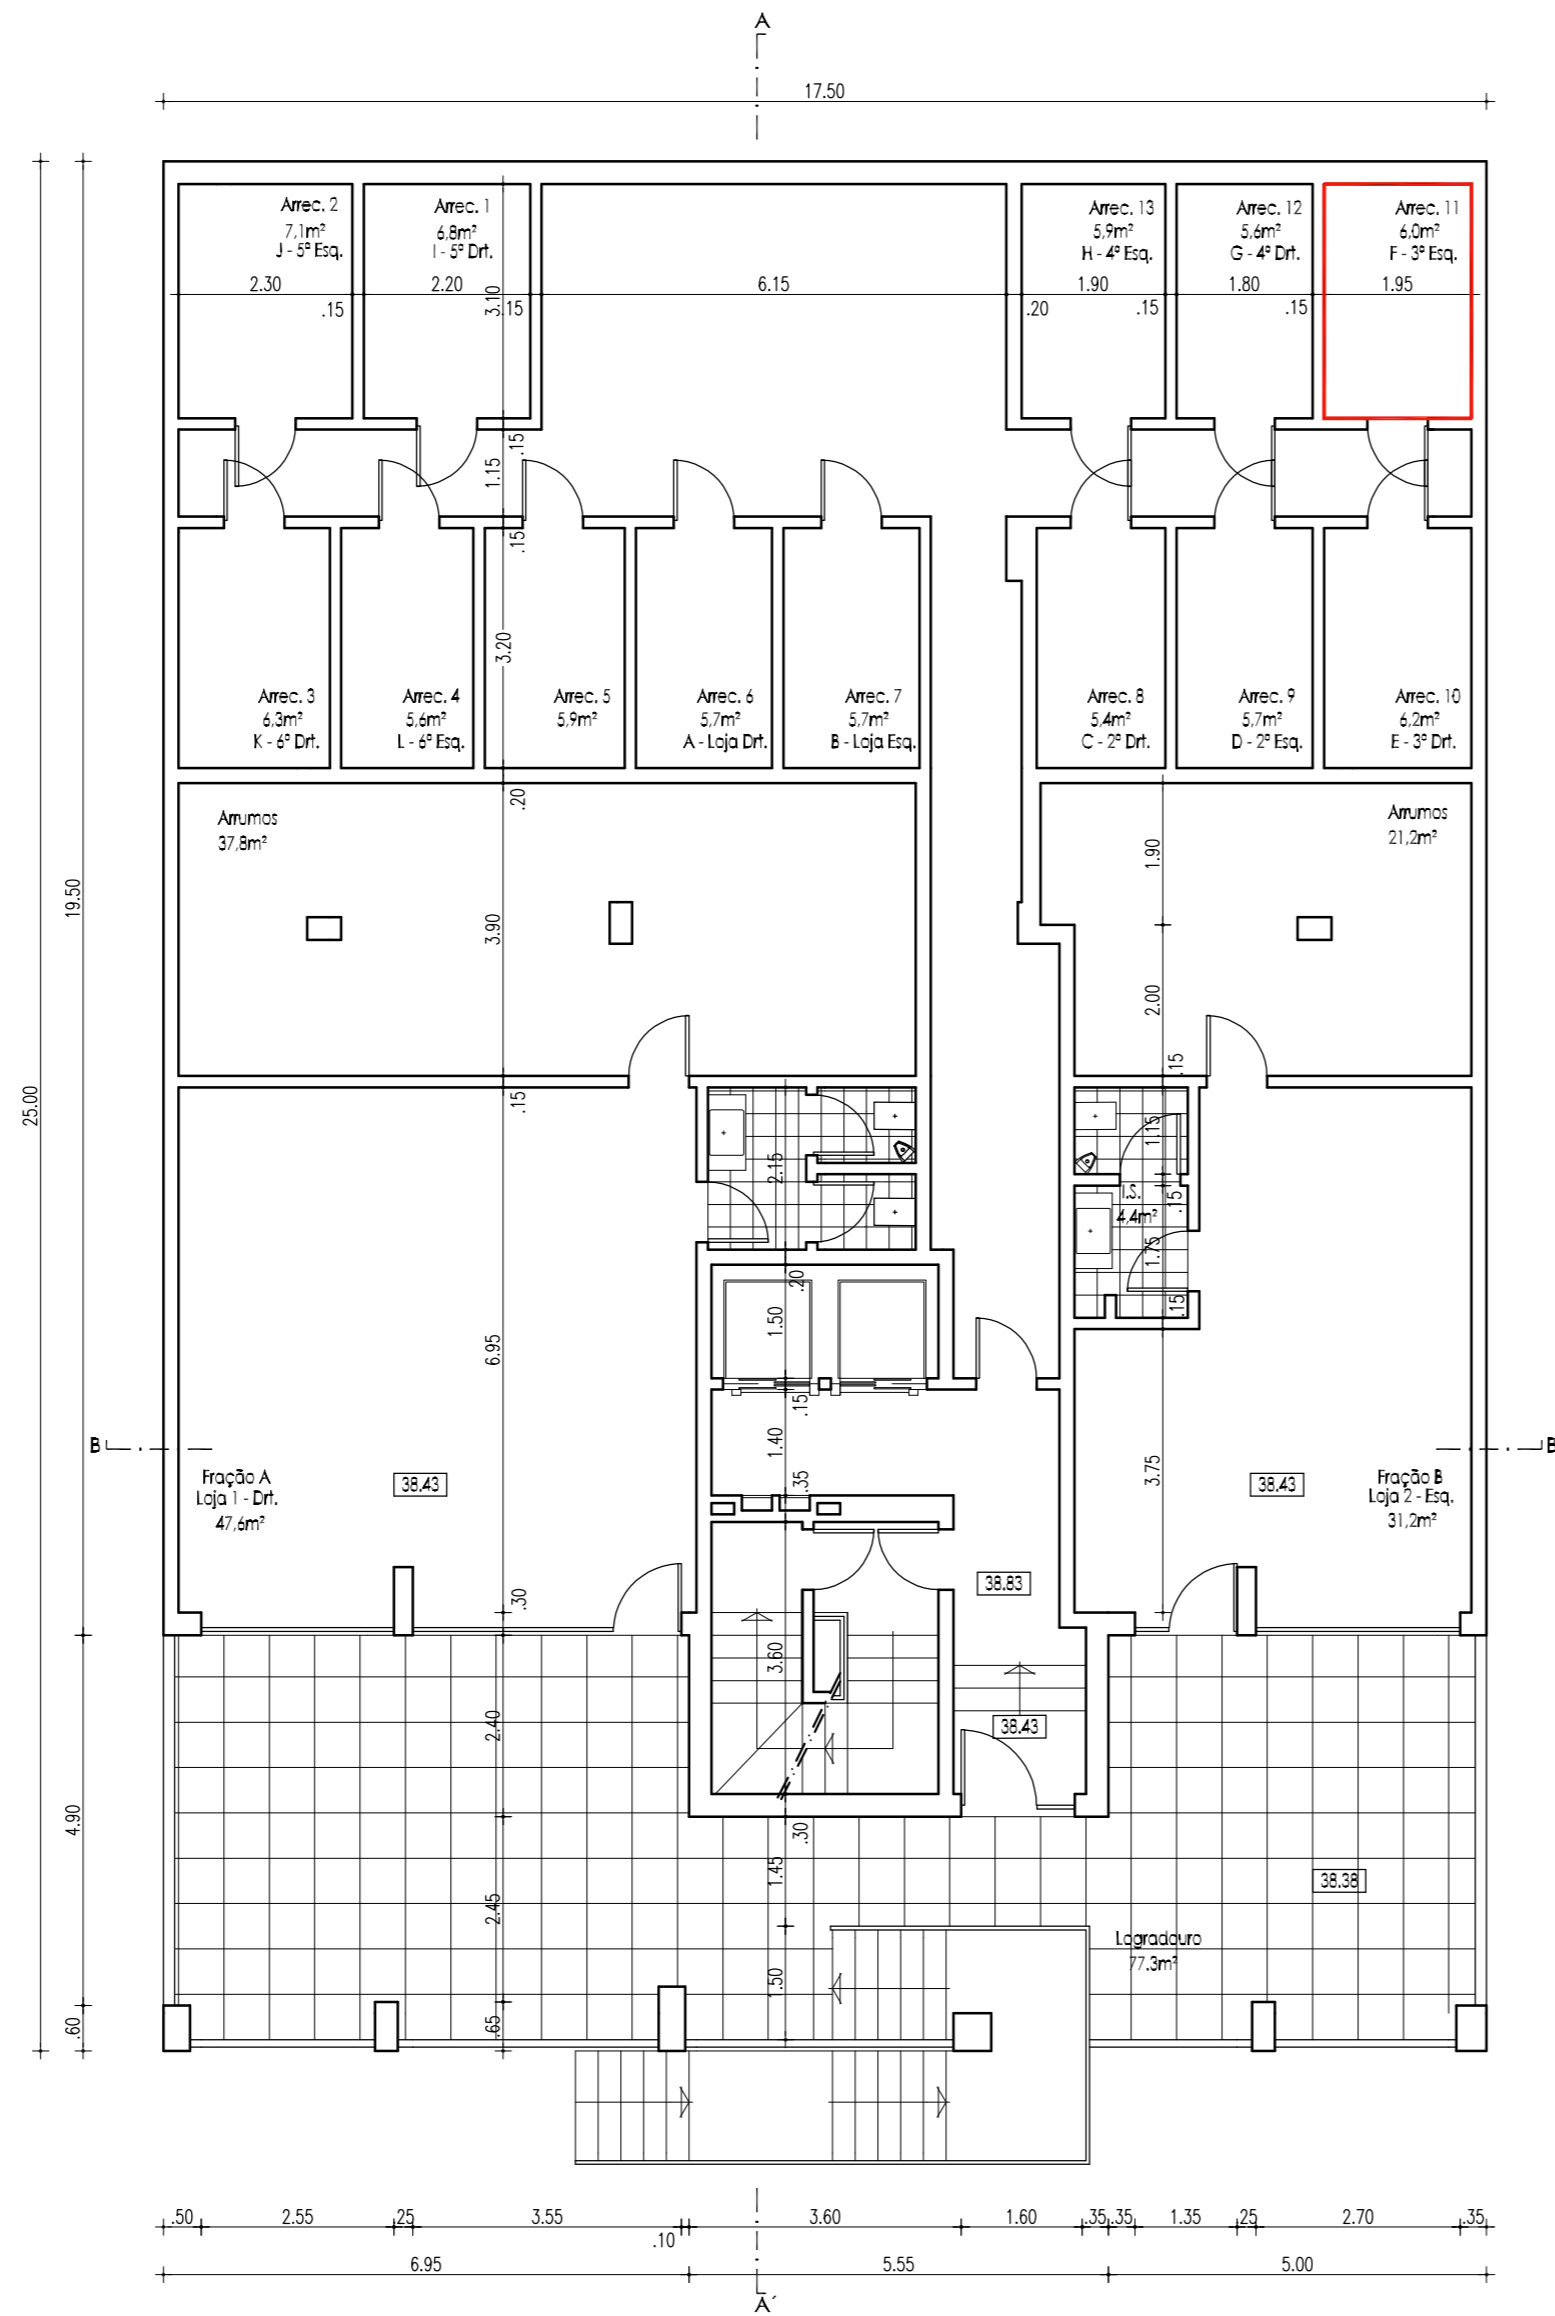 A
17.50
Arrec. 2
7,1m²
J - 5º Esq.
Arrec. 1
6,8m²
I - 5º Drt.
Arrec. 13
5,9m²
H - 4º Esq.
Arrec. 12
5,6m²
G - 4º Drt.
Arrec. 11
6,0m²
F - 3º Esq.
2.30
.15
2.20
3.10
.15
6.15
.20
1.90
.15
1.80
.15
1.95
.15
1.15
.15
3.20
Arrec. 3
6,3m²
K - 6º Drt.
Arrec. 4
5,6m²
L - 6º Esq.
Arrec. 5
5,9m²
Arrec. 6
5,7m²
A - Loja Drt.
Arrec. 7
5,7m²
B - Loja Esq.
Arrec. 8
5,4m²
C - 2º Drt.
Arrec. 9
5,7m²
D - 2º Esq.
Arrec. 10
6,2m²
E - 3º Drt.
.20
Arrumos
37,8m²
Arrumos
21,2m²
1.90
19.50
3.90
2.00
25.00
.15
.15
1.15
2.15
I.S.
4,4m²
.15
1.75
.20
.15
1.50
6.95
.15
1.40
B
B
.35
3.75
Fração A
Loja 1 - Drt.
47,6m²
38.43
38.43
Fração B
Loja 2 - Esq.
31,2m²
38.83
.30
3.60
38.43
2.40
4.90
.30
1.45
38.38
2.45
Logradouro
77.3m²
1.50
.60
.65
.50
2.55
.25
3.55
.10
3.60
1.60
.35
.35
1.35
.25
2.70
.35
6.95
5.55
5.00
A´